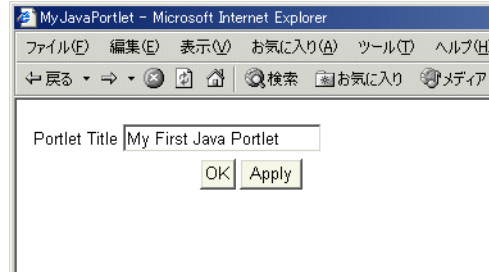 MyJavaPortlet - Microsoft Internet Explorer
ファイル(F) 編集(E) 表示(V) お気に入り(A) ツール(T) ヘルプ(H
戻る 検索 お気に入り メディア
Portlet Title My First Java Portlet
OK Apply